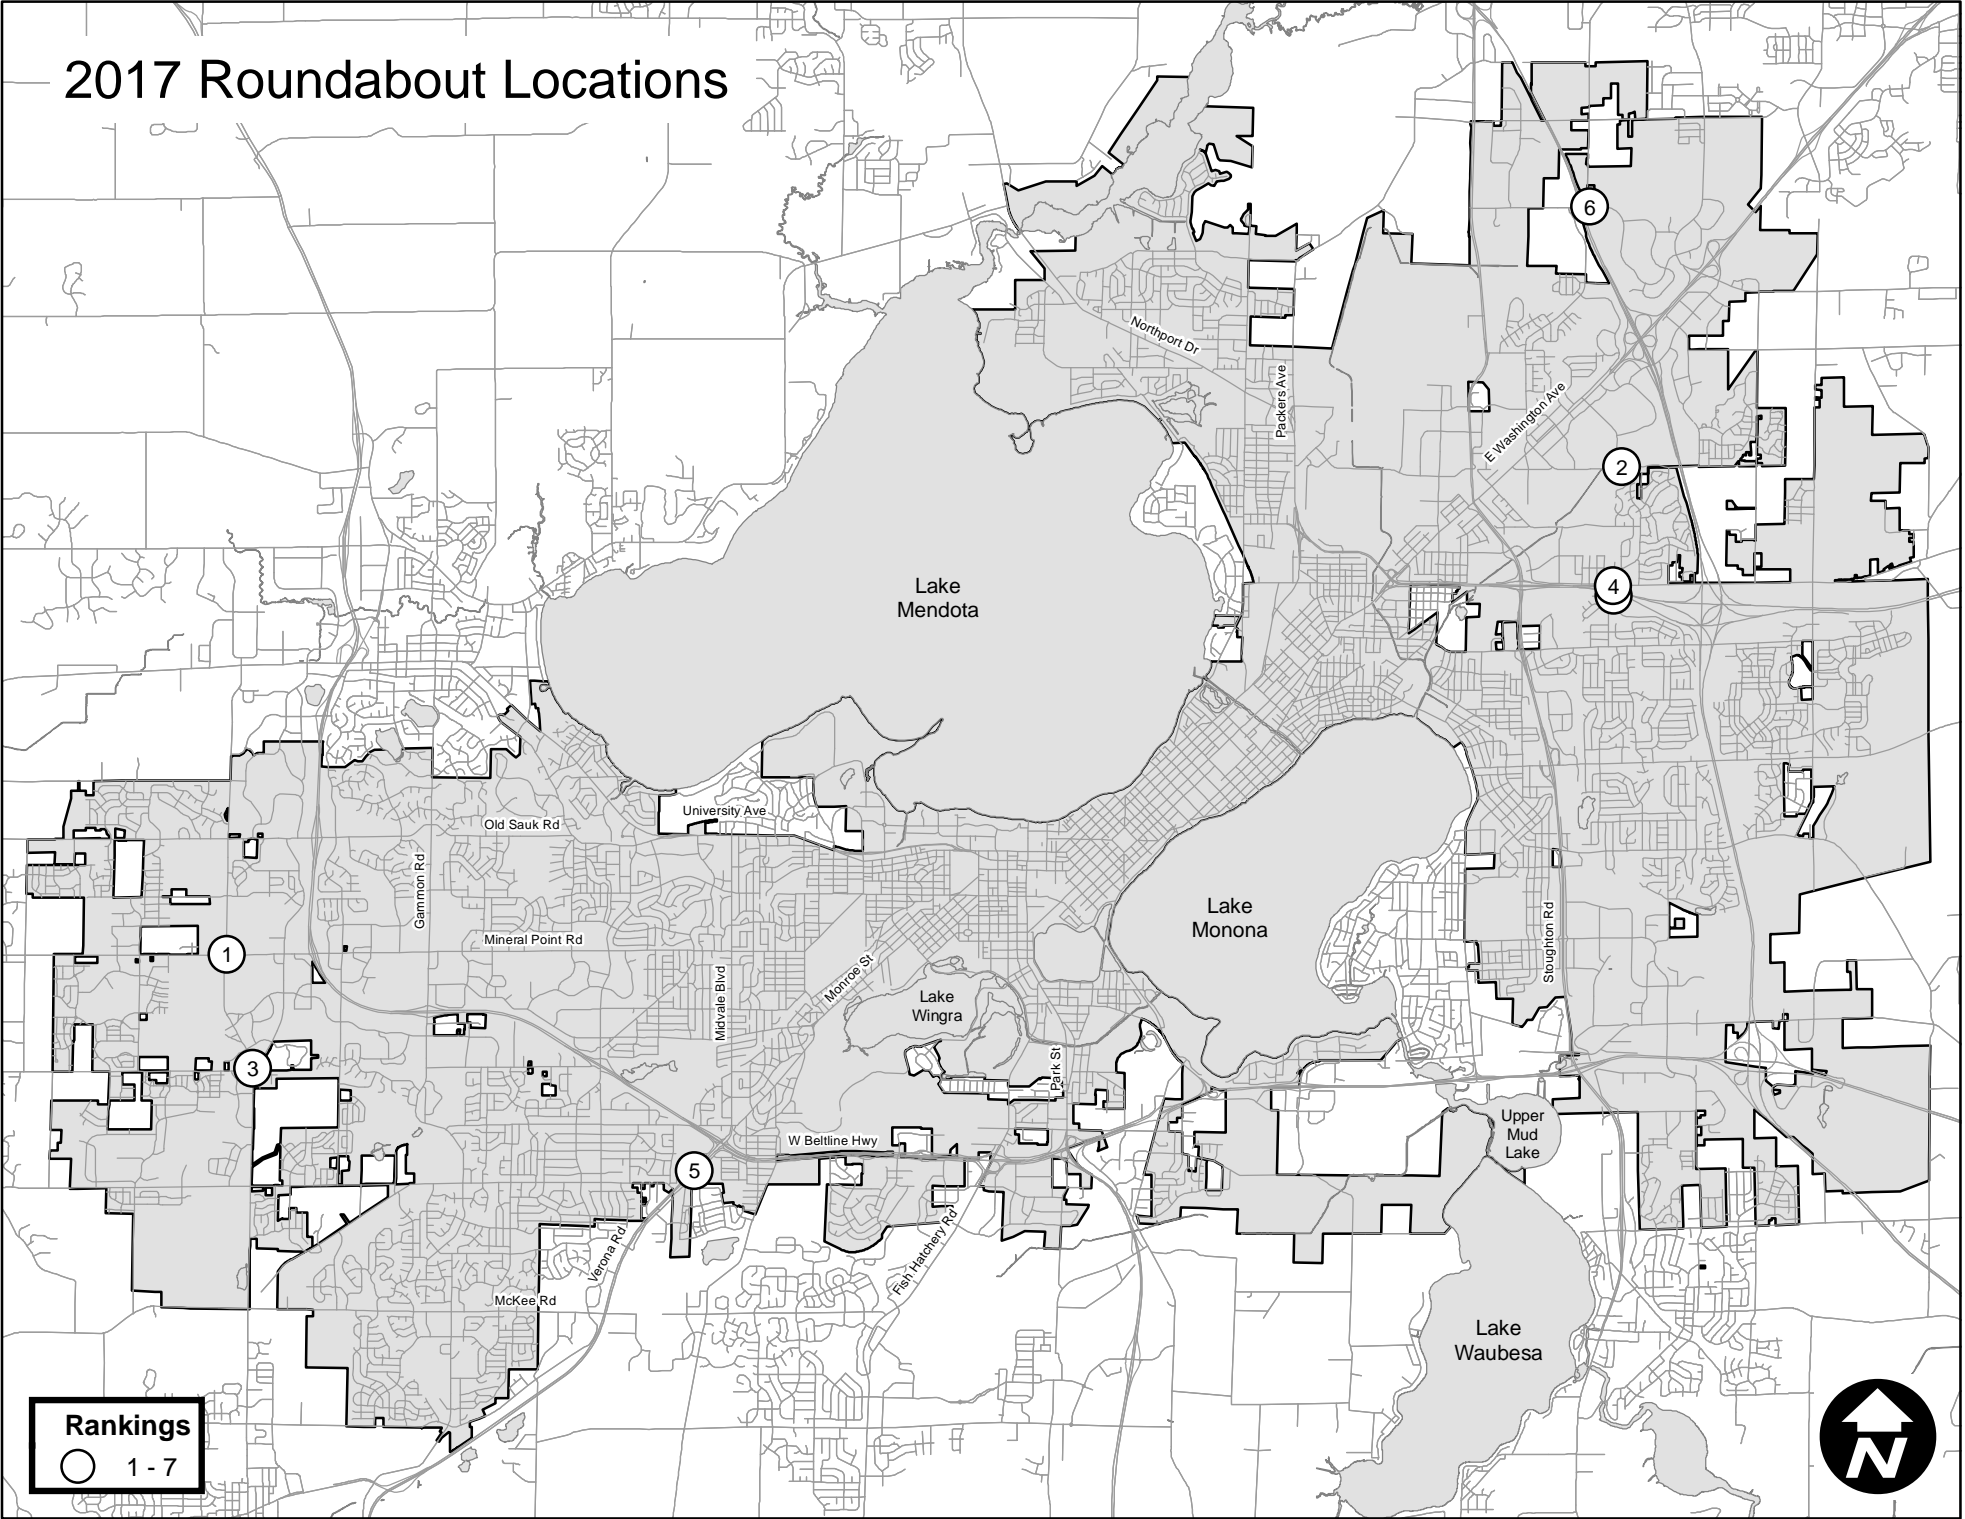 2017 Roundabout Locations
6
Northport Dr
Packers Ave
E Washington Ave
2
4
Lake
Mendota
University Ave
Old Sauk Rd
Gammon Rd
Mineral Point Rd
1
Midvale Blvd
Monroe St
Lake
Wingra
Lake
Monona
Stoughton Rd
3
Park St
Upper
Mud
Lake
W Beltline Hwy
5
Verona Rd
Fish Hatchery Rd
McKee Rd
Lake
Waubesa
Rankings
1 - 7
N